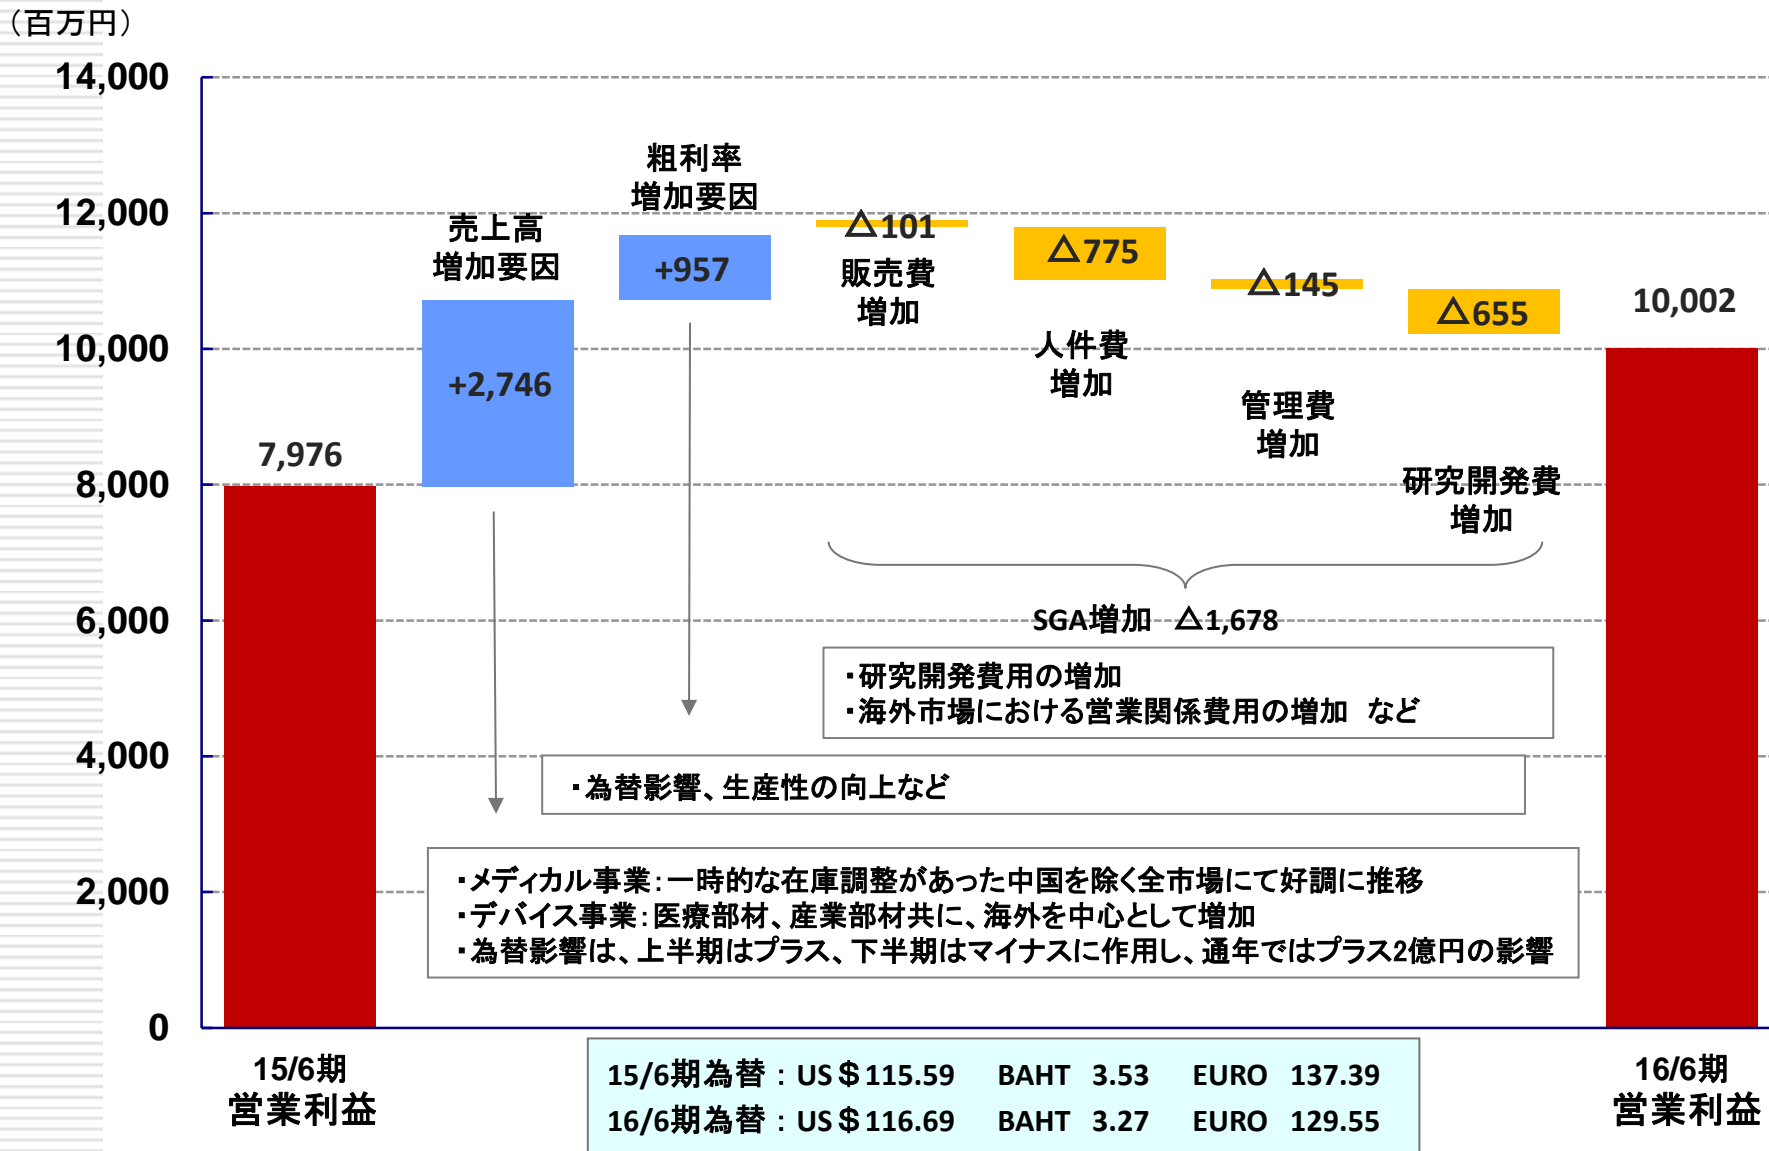 （百万円）
14,000
12,000
10,000
8,000
6,000
4,000
2,000
0
7,976
売上高
増加要因
+2,746
粗利率
増加要因
+957
△101
販売費
増加
△775
人件費
増加
△145
管理費
増加
△655
研究開発費
増加
10,002
SGA増加 △1,678
・研究開発費用の増加
・海外市場における営業関係費用の増加 など
・為替影響、生産性の向上など
・メディカル事業：一時的な在庫調整があった中国を除く全市場にて好調に推移
・デバイス事業：医療部材、産業部材共に、海外を中心として増加
・為替影響は、上半期はプラス、下半期はマイナスに作用し、通年ではプラス2億円の影響
15/6期
営業利益
15/6期為替：US＄115.59 BAHT 3.53 EURO 137.39
16/6期為替：US＄116.69 BAHT 3.27 EURO 129.55
16/6期
営業利益